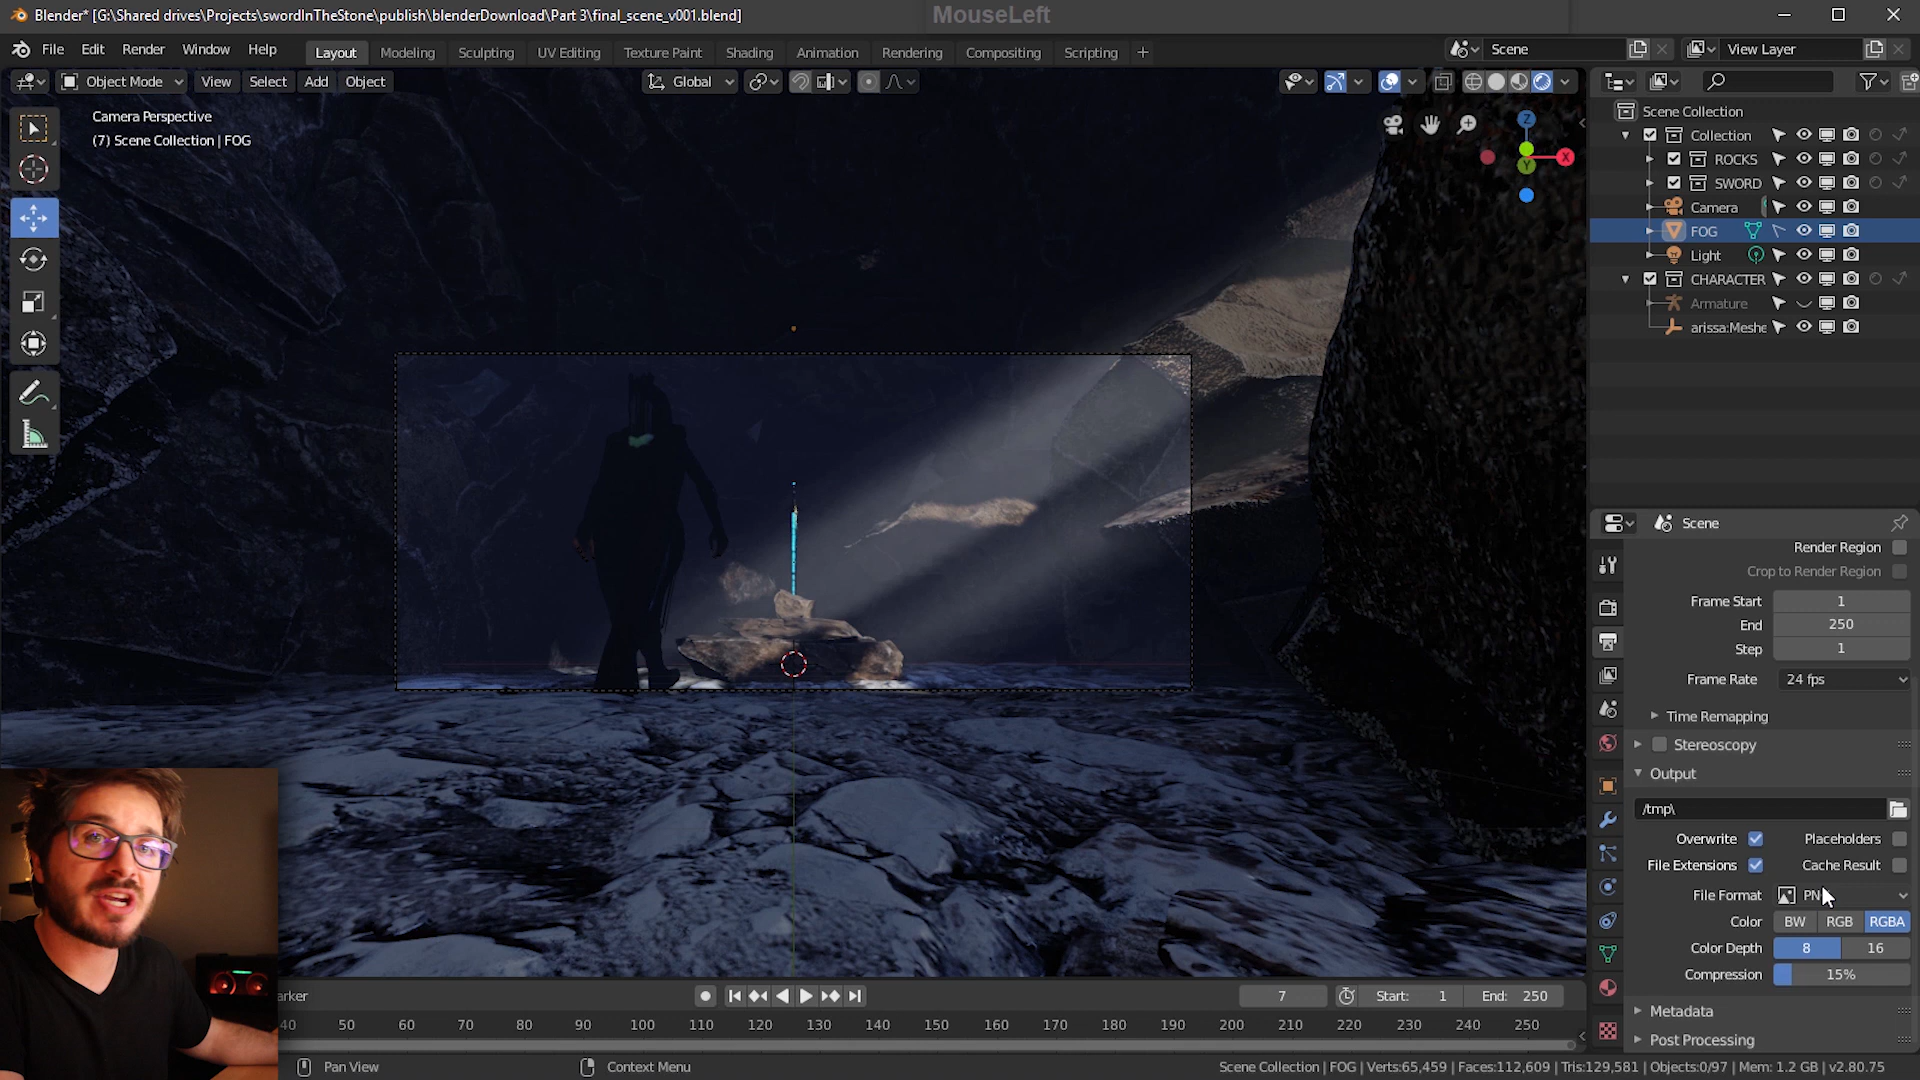 Blender* [G:\Shared drives\Projects\swordInTheStone\publish\blenderDownload\Part 3\final_scene_v001.blend]
MouseLeft
File Edit Render Window Help
Layout Modeling Sculpting UV Editing Texture Paint Shading Animation Rendering Compositing Scripting +
Scene
View Layer
Object Mode View Select Add Object
Global
Camera Perspective
(7) Scene Collection | FOG
Z
X
Y
Scene Collection
Collection
ROCKS
SWORD
Camera
FOG
Light
CHARACTER
Armature
arissa:Meshe
Scene
Render Region
Crop to Render Region
Frame Start 1
End 250
Step 1
Frame Rate 24 fps
Time Remapping
Stereoscopy
Output
/tmp\
Overwrite Placeholders
File Extensions Cache Result
File Format PN
Color BW RGB RGBA
Color Depth 8 16
Compression 15%
Metadata
Post Processing
arker
7 Start: 1 End: 250
40 50 60 70 80 90 100 110 120 130 140 150 160 170 180 190 200 210 220 230 240 250
Pan View
Context Menu
Scene Collection | FOG | Verts:65,459 | Faces:112,609 | Tris:129,581 | Objects:0/97 | Mem: 1.2 GB | v2.80.75